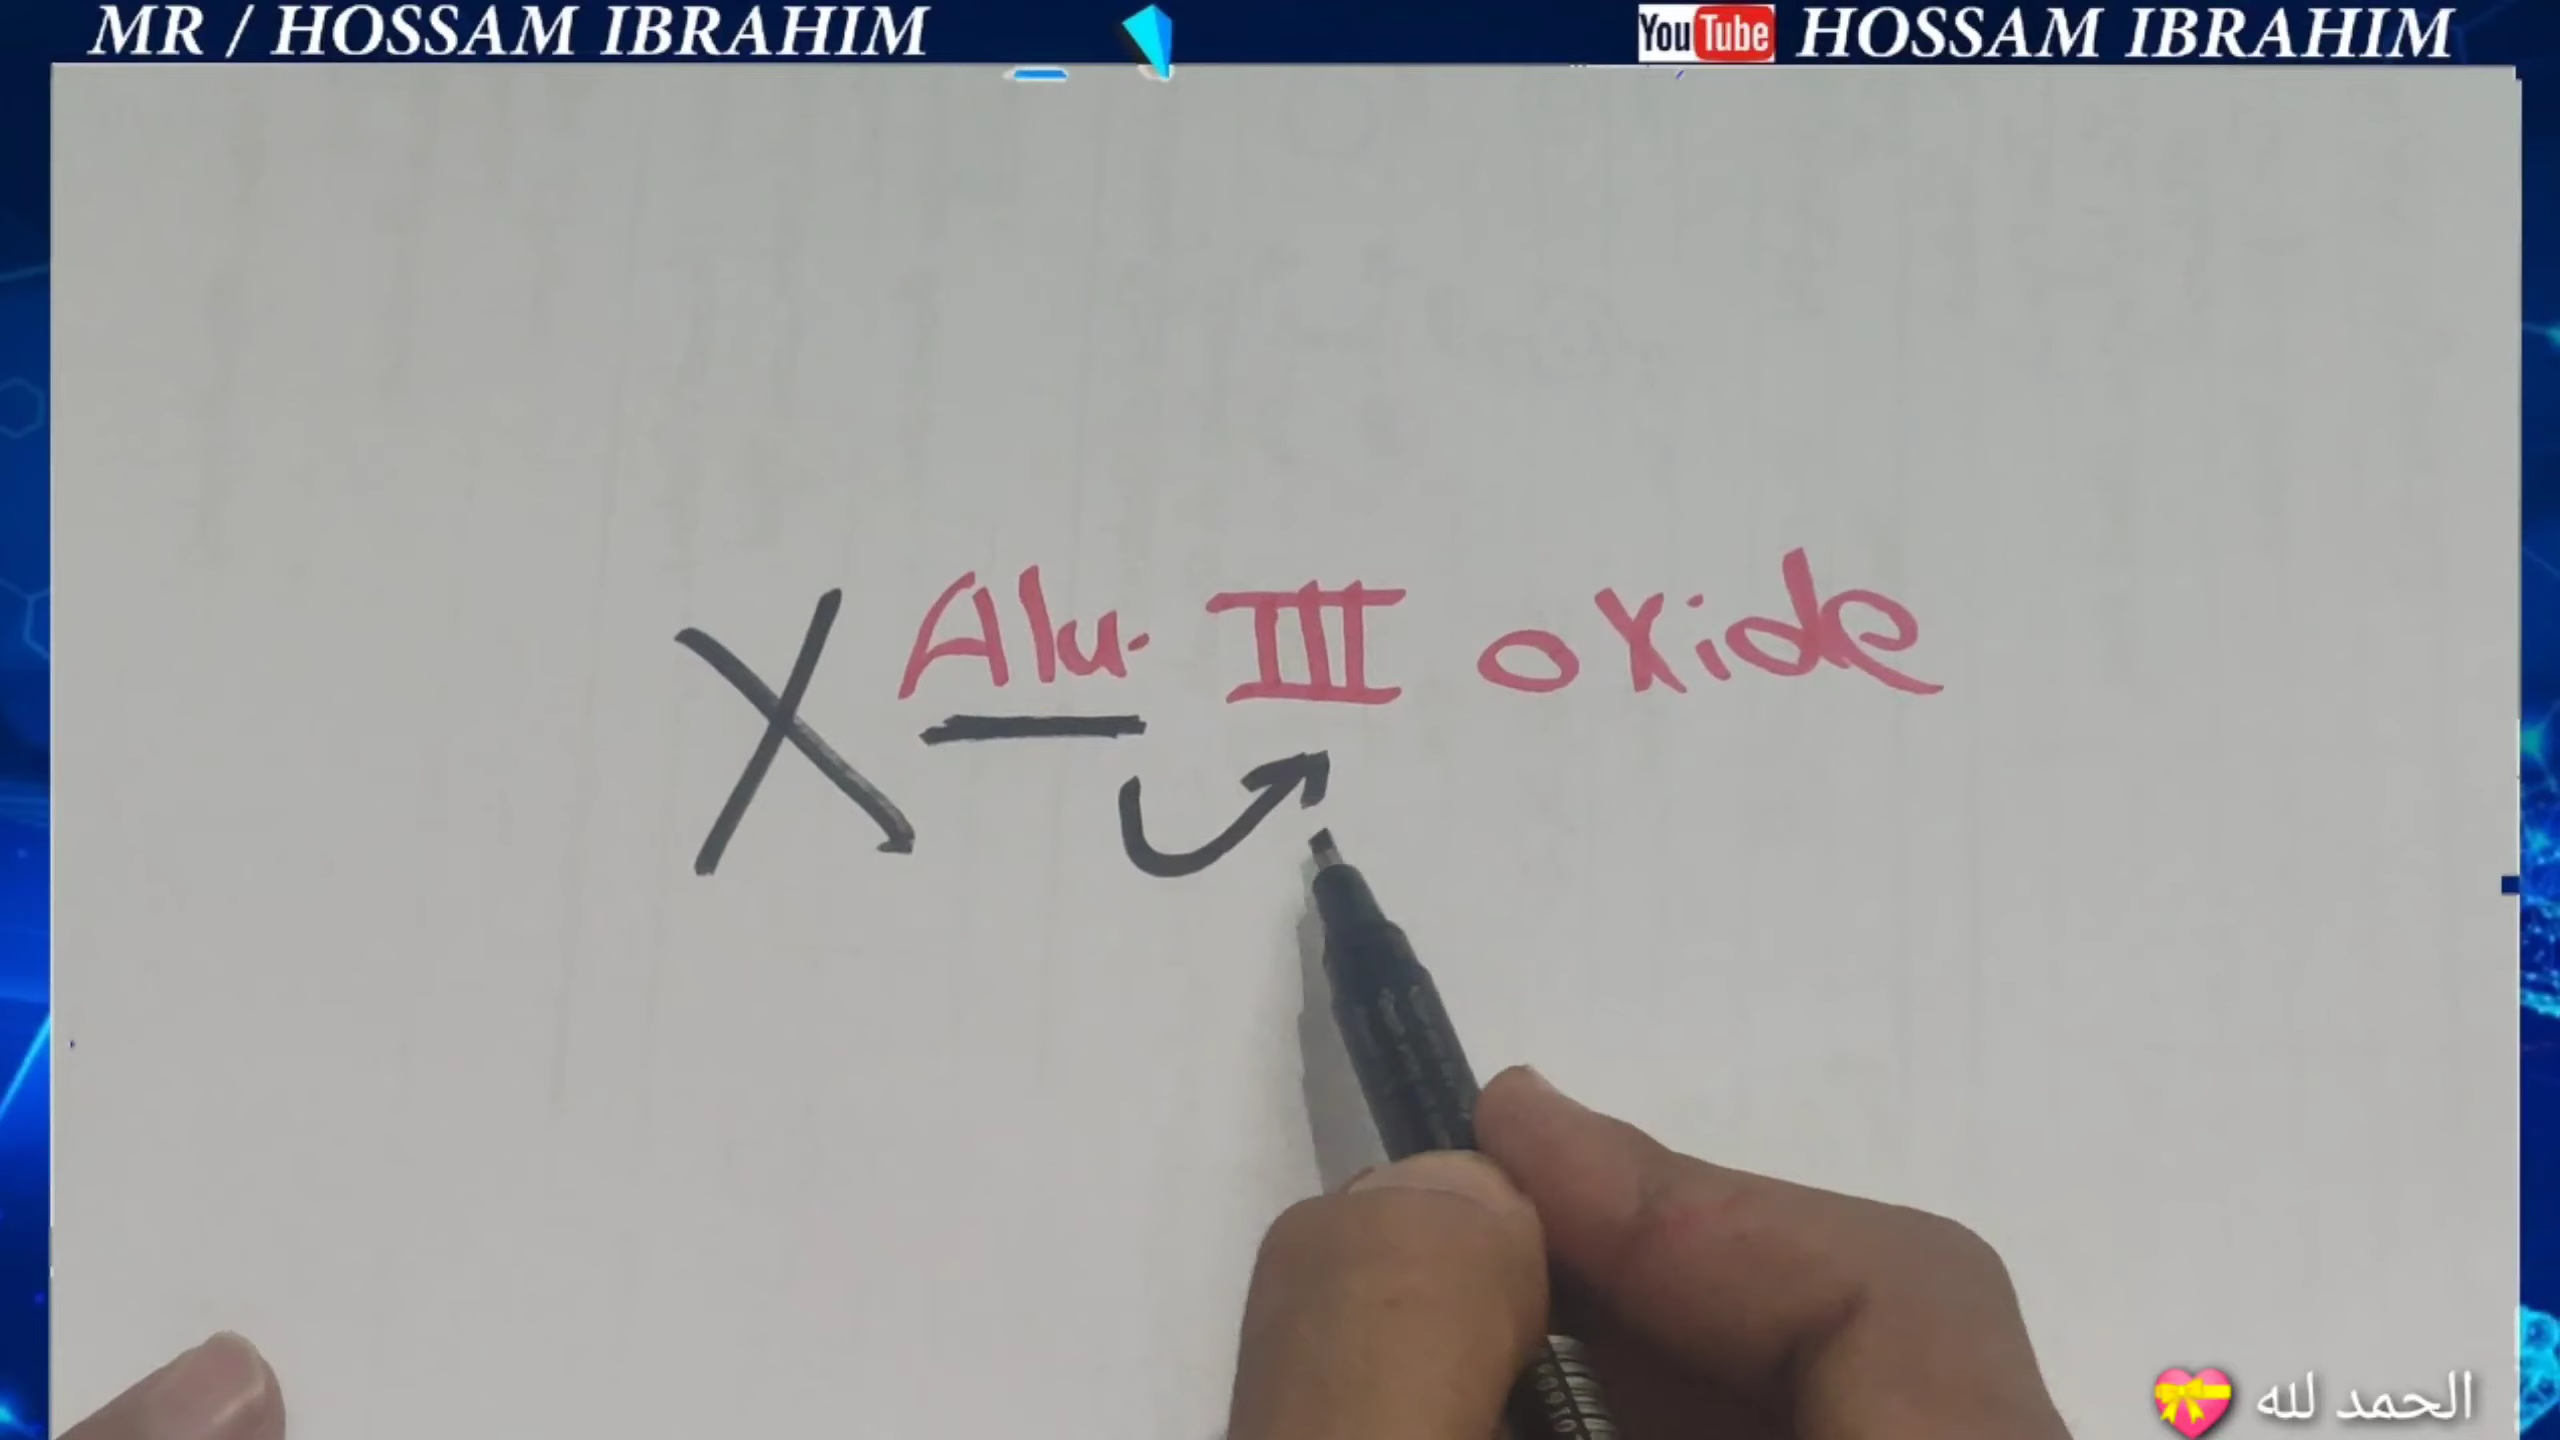 MR / HOSSAM IBRAHIM
YouTube HOSSAM IBRAHIM
X Alu. III oxide
الحمد لله